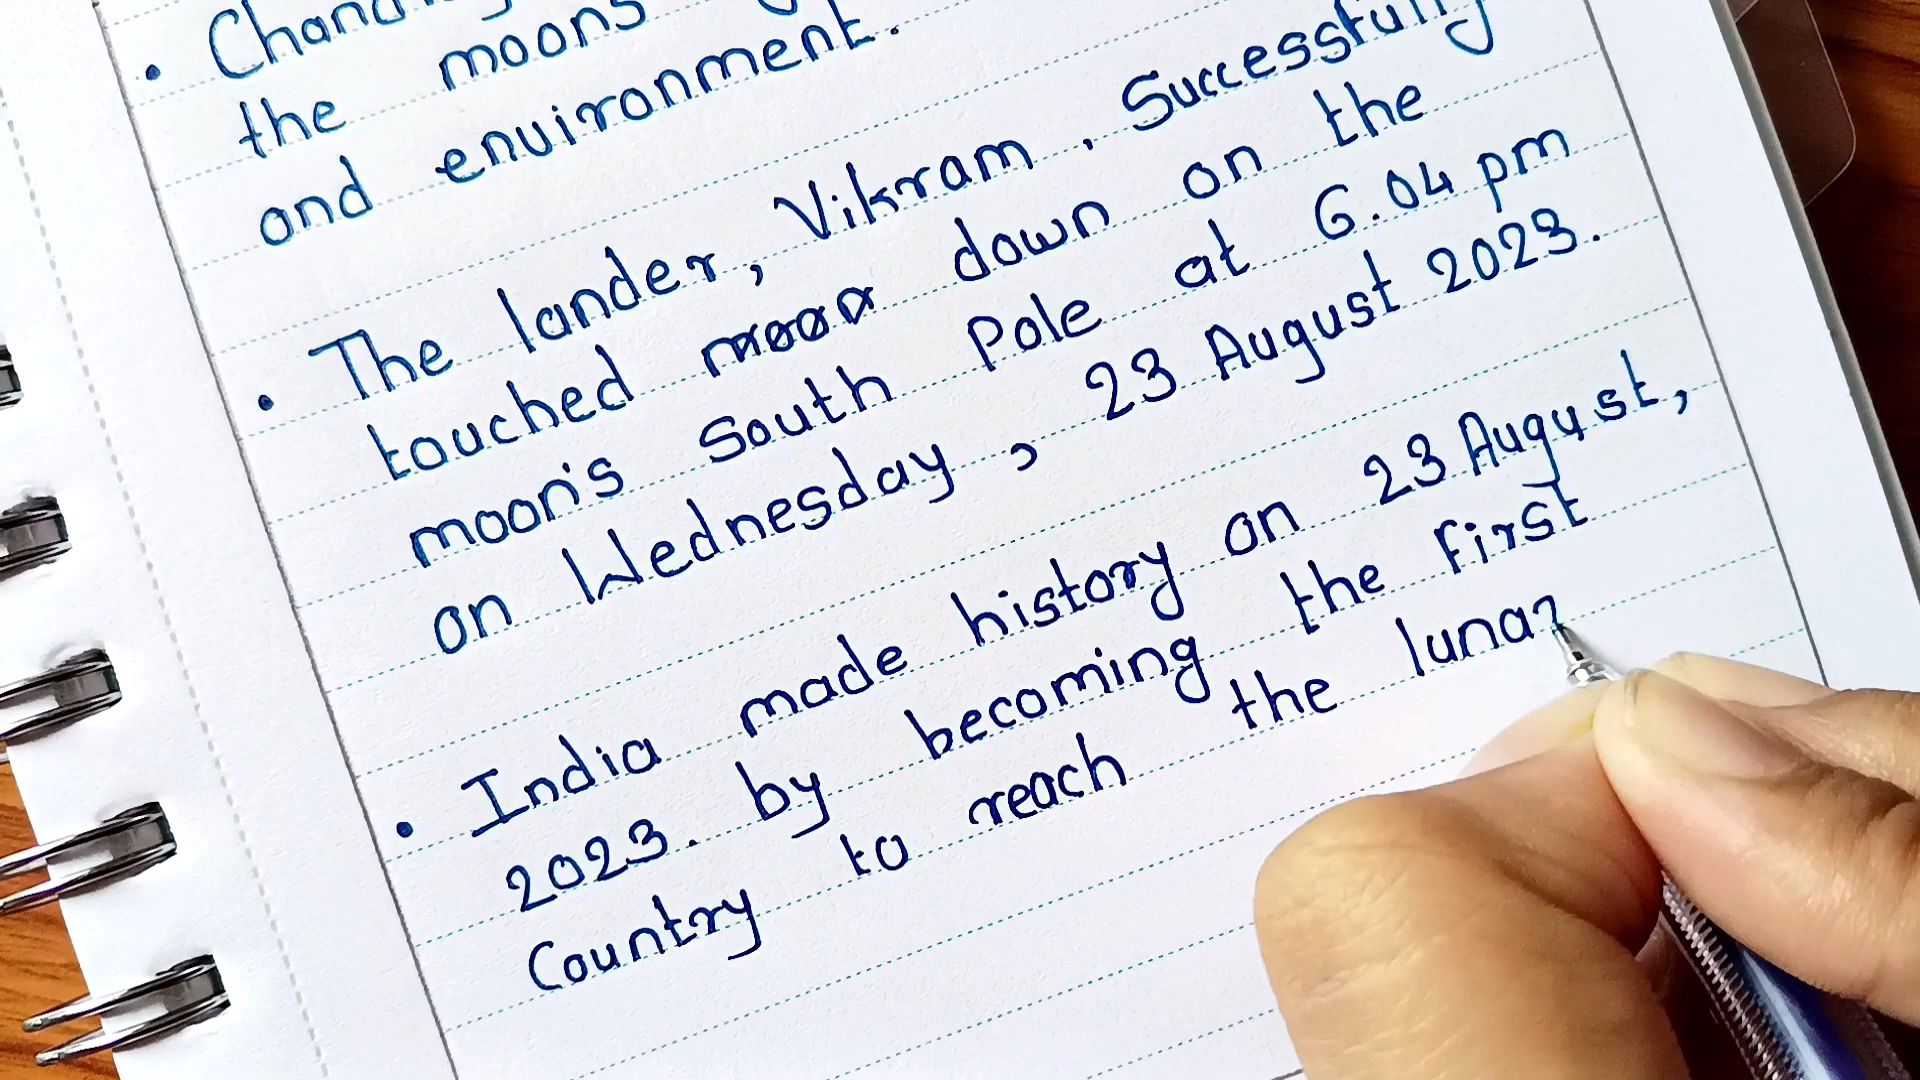 • 
the moons
and environment.
• The lander, Vikram, Successfully
touched down on the
moon's South Pole at 6.04 pm
on Wednesday, 23 August 2023.
• India made history on 23 August,
2023. by becoming the first
Country to reach the lunar